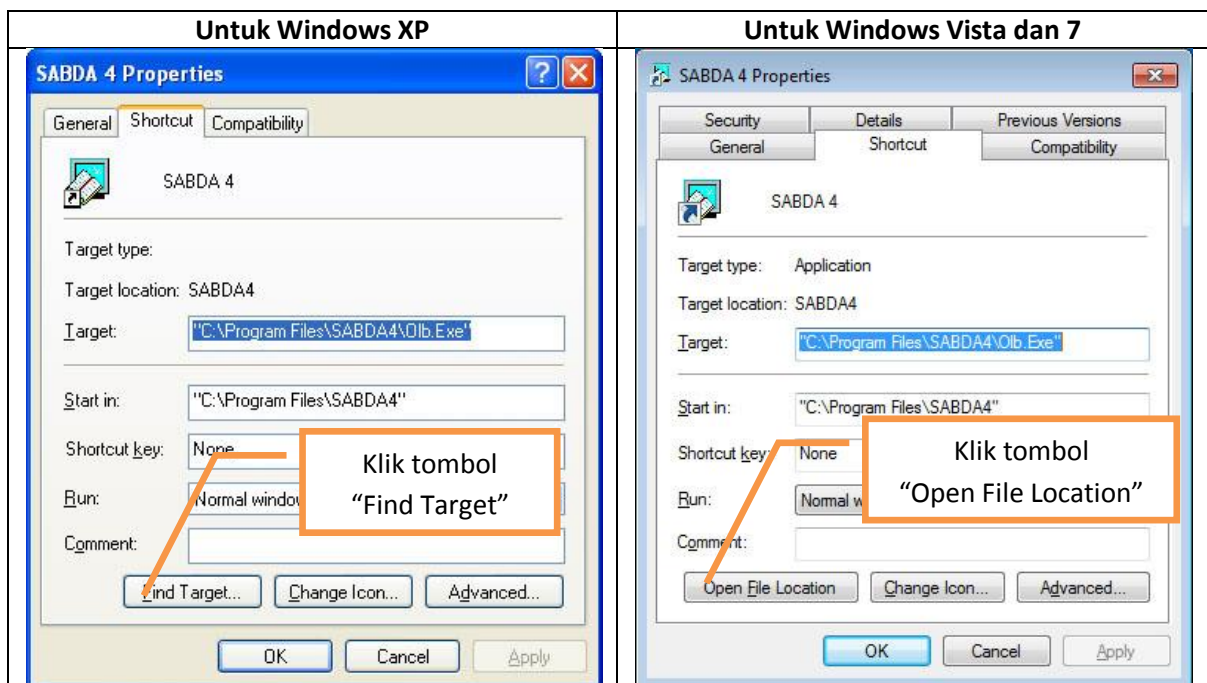 Untuk Windows XP
SABDA 4 Properties
General Shortcut Compatibility
SABDA 4
Target type:
Target location: SABDA4
Target: "C:\Program Files\SABDA4\Olb.Exe"
Start in: "C:\Program Files\SABDA4"
Shortcut key: None
Run: Normal window
Comment:
Klik tombol
“Find Target”
Find Target... Change Icon... Advanced...
OK Cancel Apply
Untuk Windows Vista dan 7
SABDA 4 Properties
Security Details Previous Versions
General Shortcut Compatibility
SABDA 4
Target type: Application
Target location: SABDA4
Target: "C:\Program Files\SABDA4\Olb.Exe"
Start in: "C:\Program Files\SABDA4"
Shortcut key: None
Run: Normal
Comment:
Klik tombol
“Open File Location”
Open File Location Change Icon... Advanced...
OK Cancel Apply